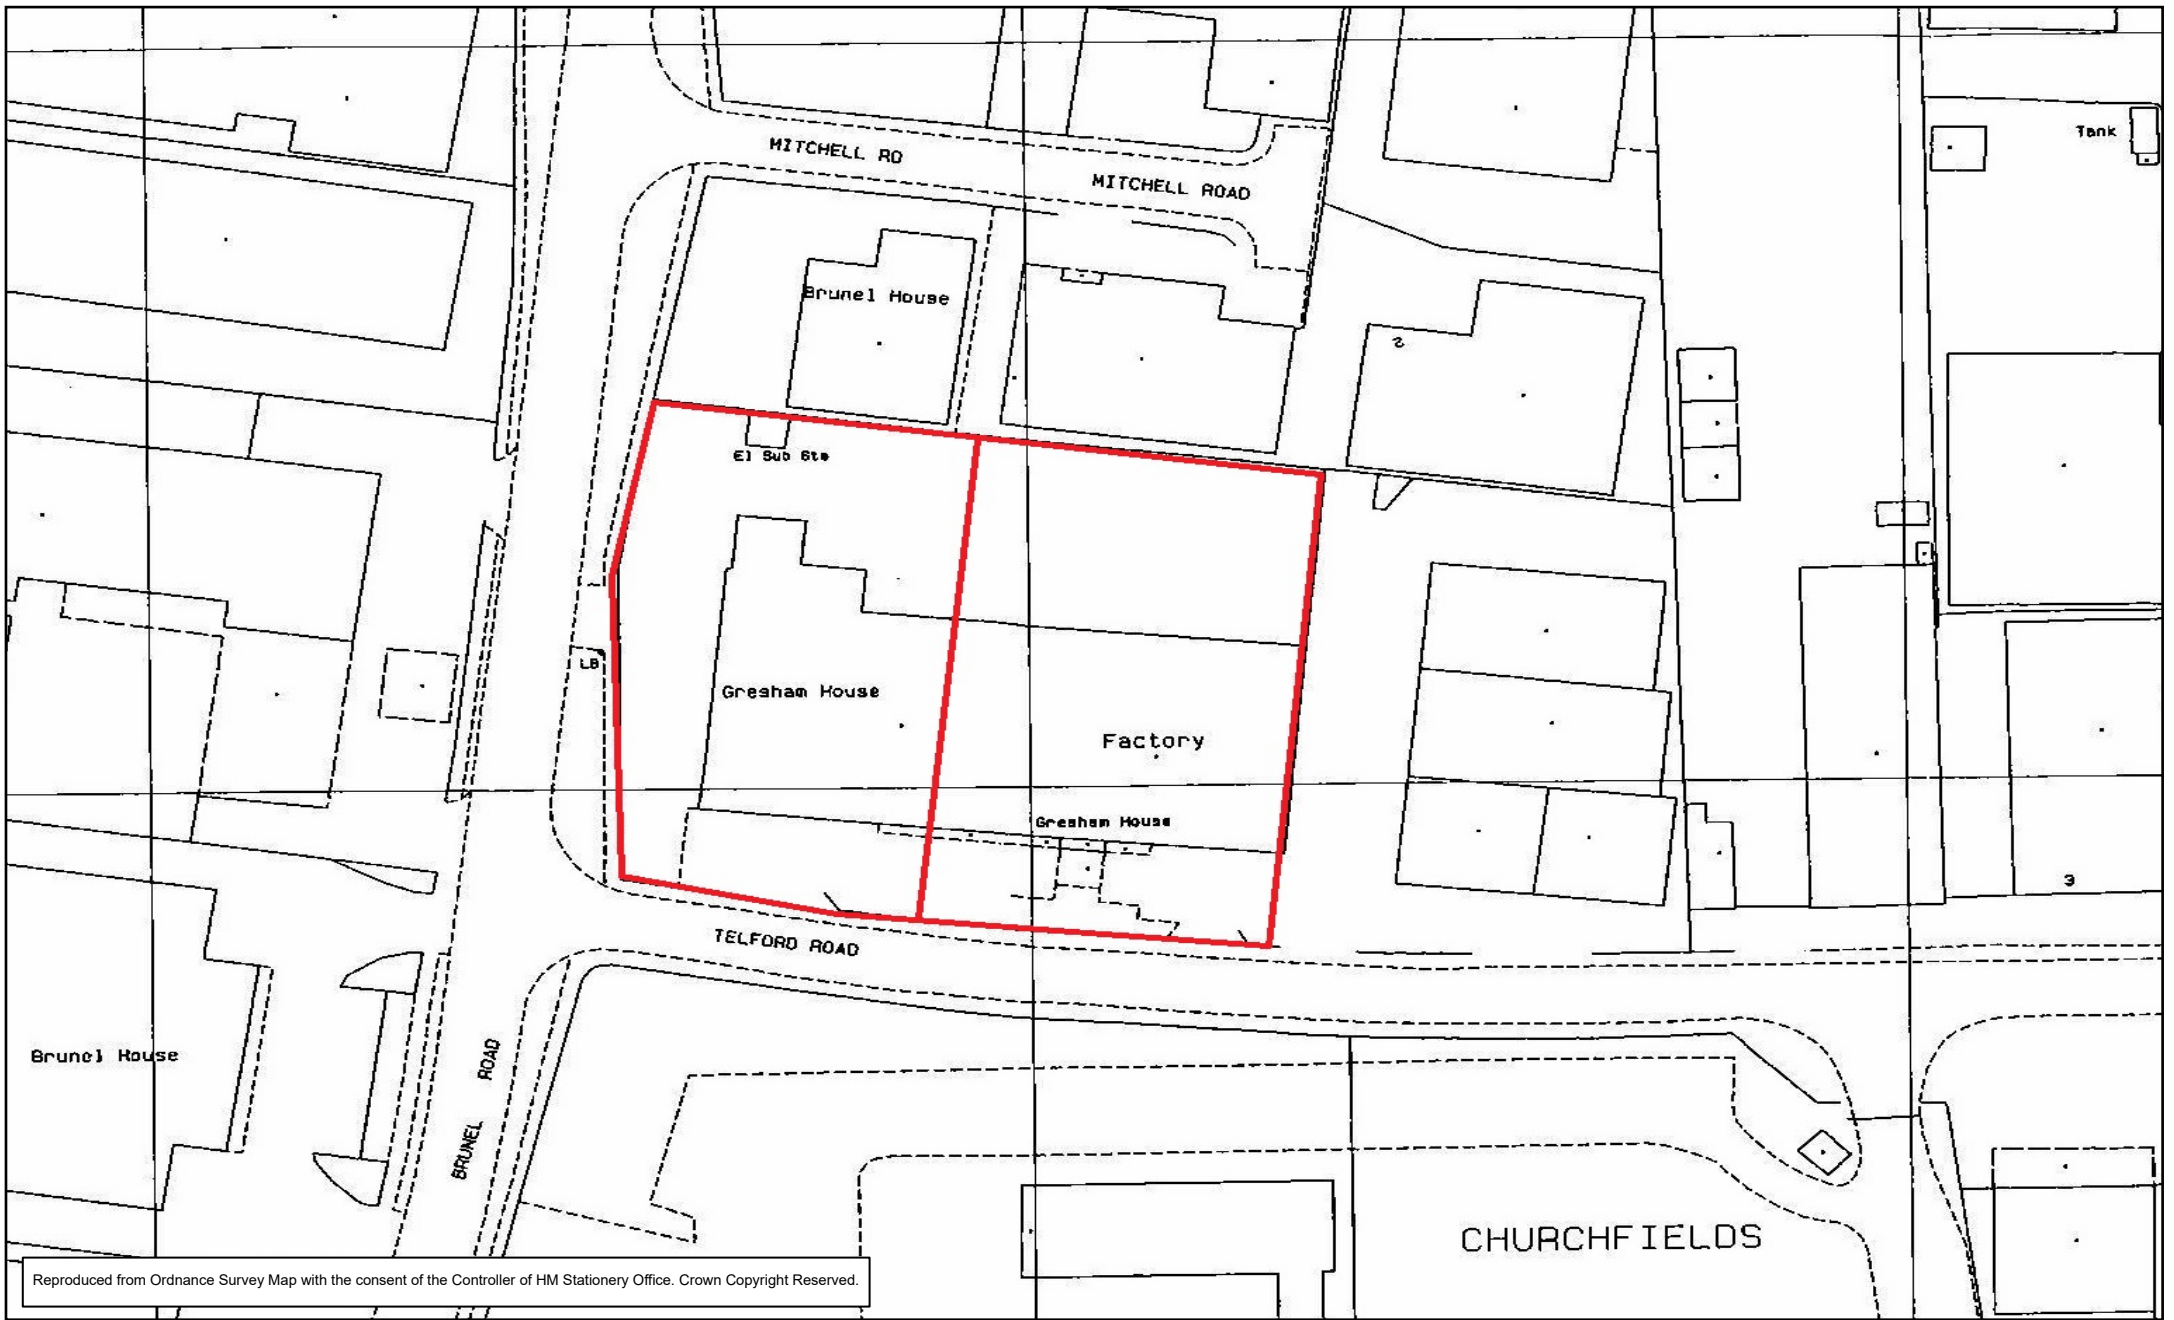 MITCHELL RD
MITCHELL ROAD
Tank
Brunel House
2
El Sub Sta
LB
Gresham House
Factory
Gresham House
3
TELFORD ROAD
Brunel House
BRUNEL ROAD
CHURCHFIELDS
Reproduced from Ordnance Survey Map with the consent of the Controller of HM Stationery Office. Crown Copyright Reserved.